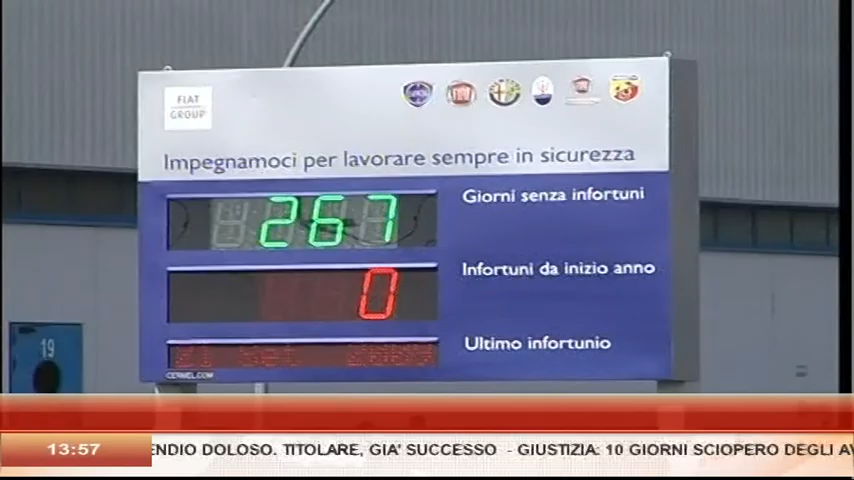 FIAT
GROUP
Impegnamoci per lavorare sempre in sicurezza
267
Giorni senza infortuni
0
Infortuni da inizio anno
Ultimo infortunio
19
13:57
ENDIO DOLOSO. TITOLARE, GIA' SUCCESSO - GIUSTIZIA: 10 GIORNI SCIOPERO DEGLI AV